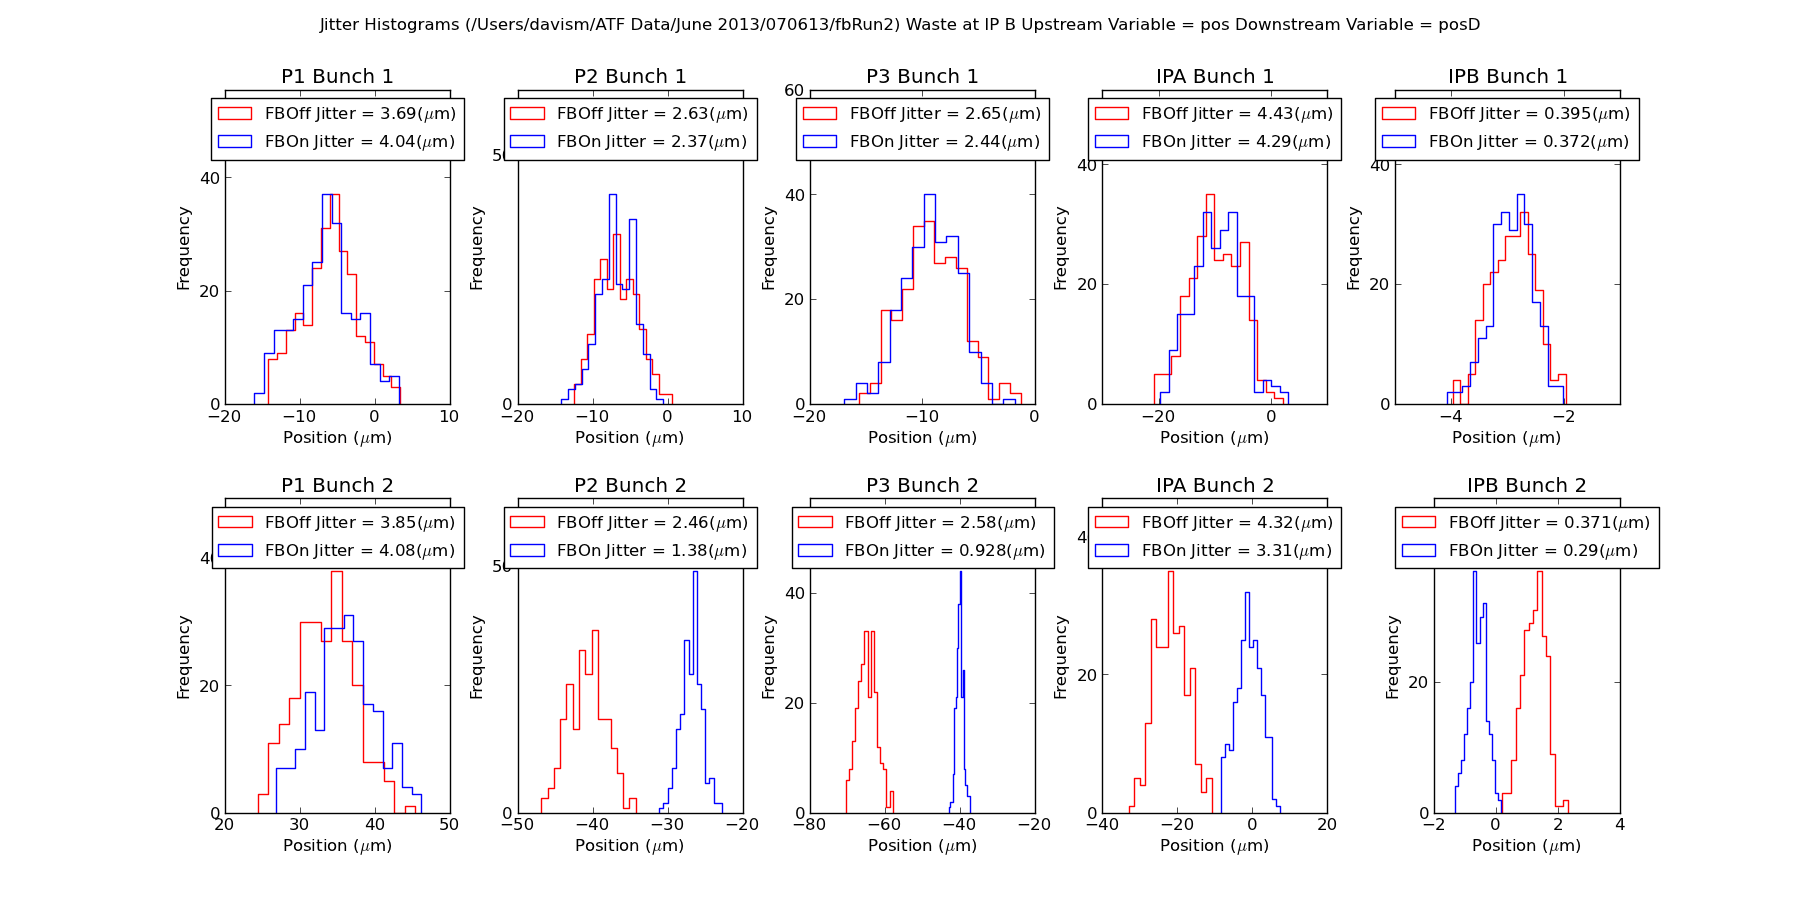 Jitter Histograms (/Users/davism/ATF Data/June 2013/070613/fbRun2) Waste at IP B Upstream Variable = pos Downstream Variable = posD
P1 Bunch 1
FBOff Jitter = 3.69(μm)
FBOn Jitter = 4.04(μm)
Frequency
40
20
0
−20 −10 0 10
Position (μm)
P2 Bunch 1
FBOff Jitter = 2.63(μm)
FBOn Jitter = 2.37(μm)
Frequency
0
−20 −10 0 10
Position (μm)
P3 Bunch 1
60
FBOff Jitter = 2.65(μm)
FBOn Jitter = 2.44(μm)
Frequency
40
20
0
−20 −10 0
Position (μm)
IPA Bunch 1
FBOff Jitter = 4.43(μm)
FBOn Jitter = 4.29(μm)
Frequency
40
20
0
−20 0
Position (μm)
IPB Bunch 1
FBOff Jitter = 0.395(μm)
FBOn Jitter = 0.372(μm)
Frequency
40
20
0
−4 −2
Position (μm)
P1 Bunch 2
FBOff Jitter = 3.85(μm)
FBOn Jitter = 4.08(μm)
Frequency
40
20
0
20 30 40 50
Position (μm)
P2 Bunch 2
FBOff Jitter = 2.46(μm)
FBOn Jitter = 1.38(μm)
Frequency
50
0
−50 −40 −30 −20
Position (μm)
P3 Bunch 2
FBOff Jitter = 2.58(μm)
FBOn Jitter = 0.928(μm)
Frequency
40
20
0
−80 −60 −40 −20
Position (μm)
IPA Bunch 2
FBOff Jitter = 4.32(μm)
FBOn Jitter = 3.31(μm)
Frequency
40
20
0
−40 −20 0 20
Position (μm)
IPB Bunch 2
FBOff Jitter = 0.371(μm)
FBOn Jitter = 0.29(μm)
Frequency
20
0
−2 0 2 4
Position (μm)